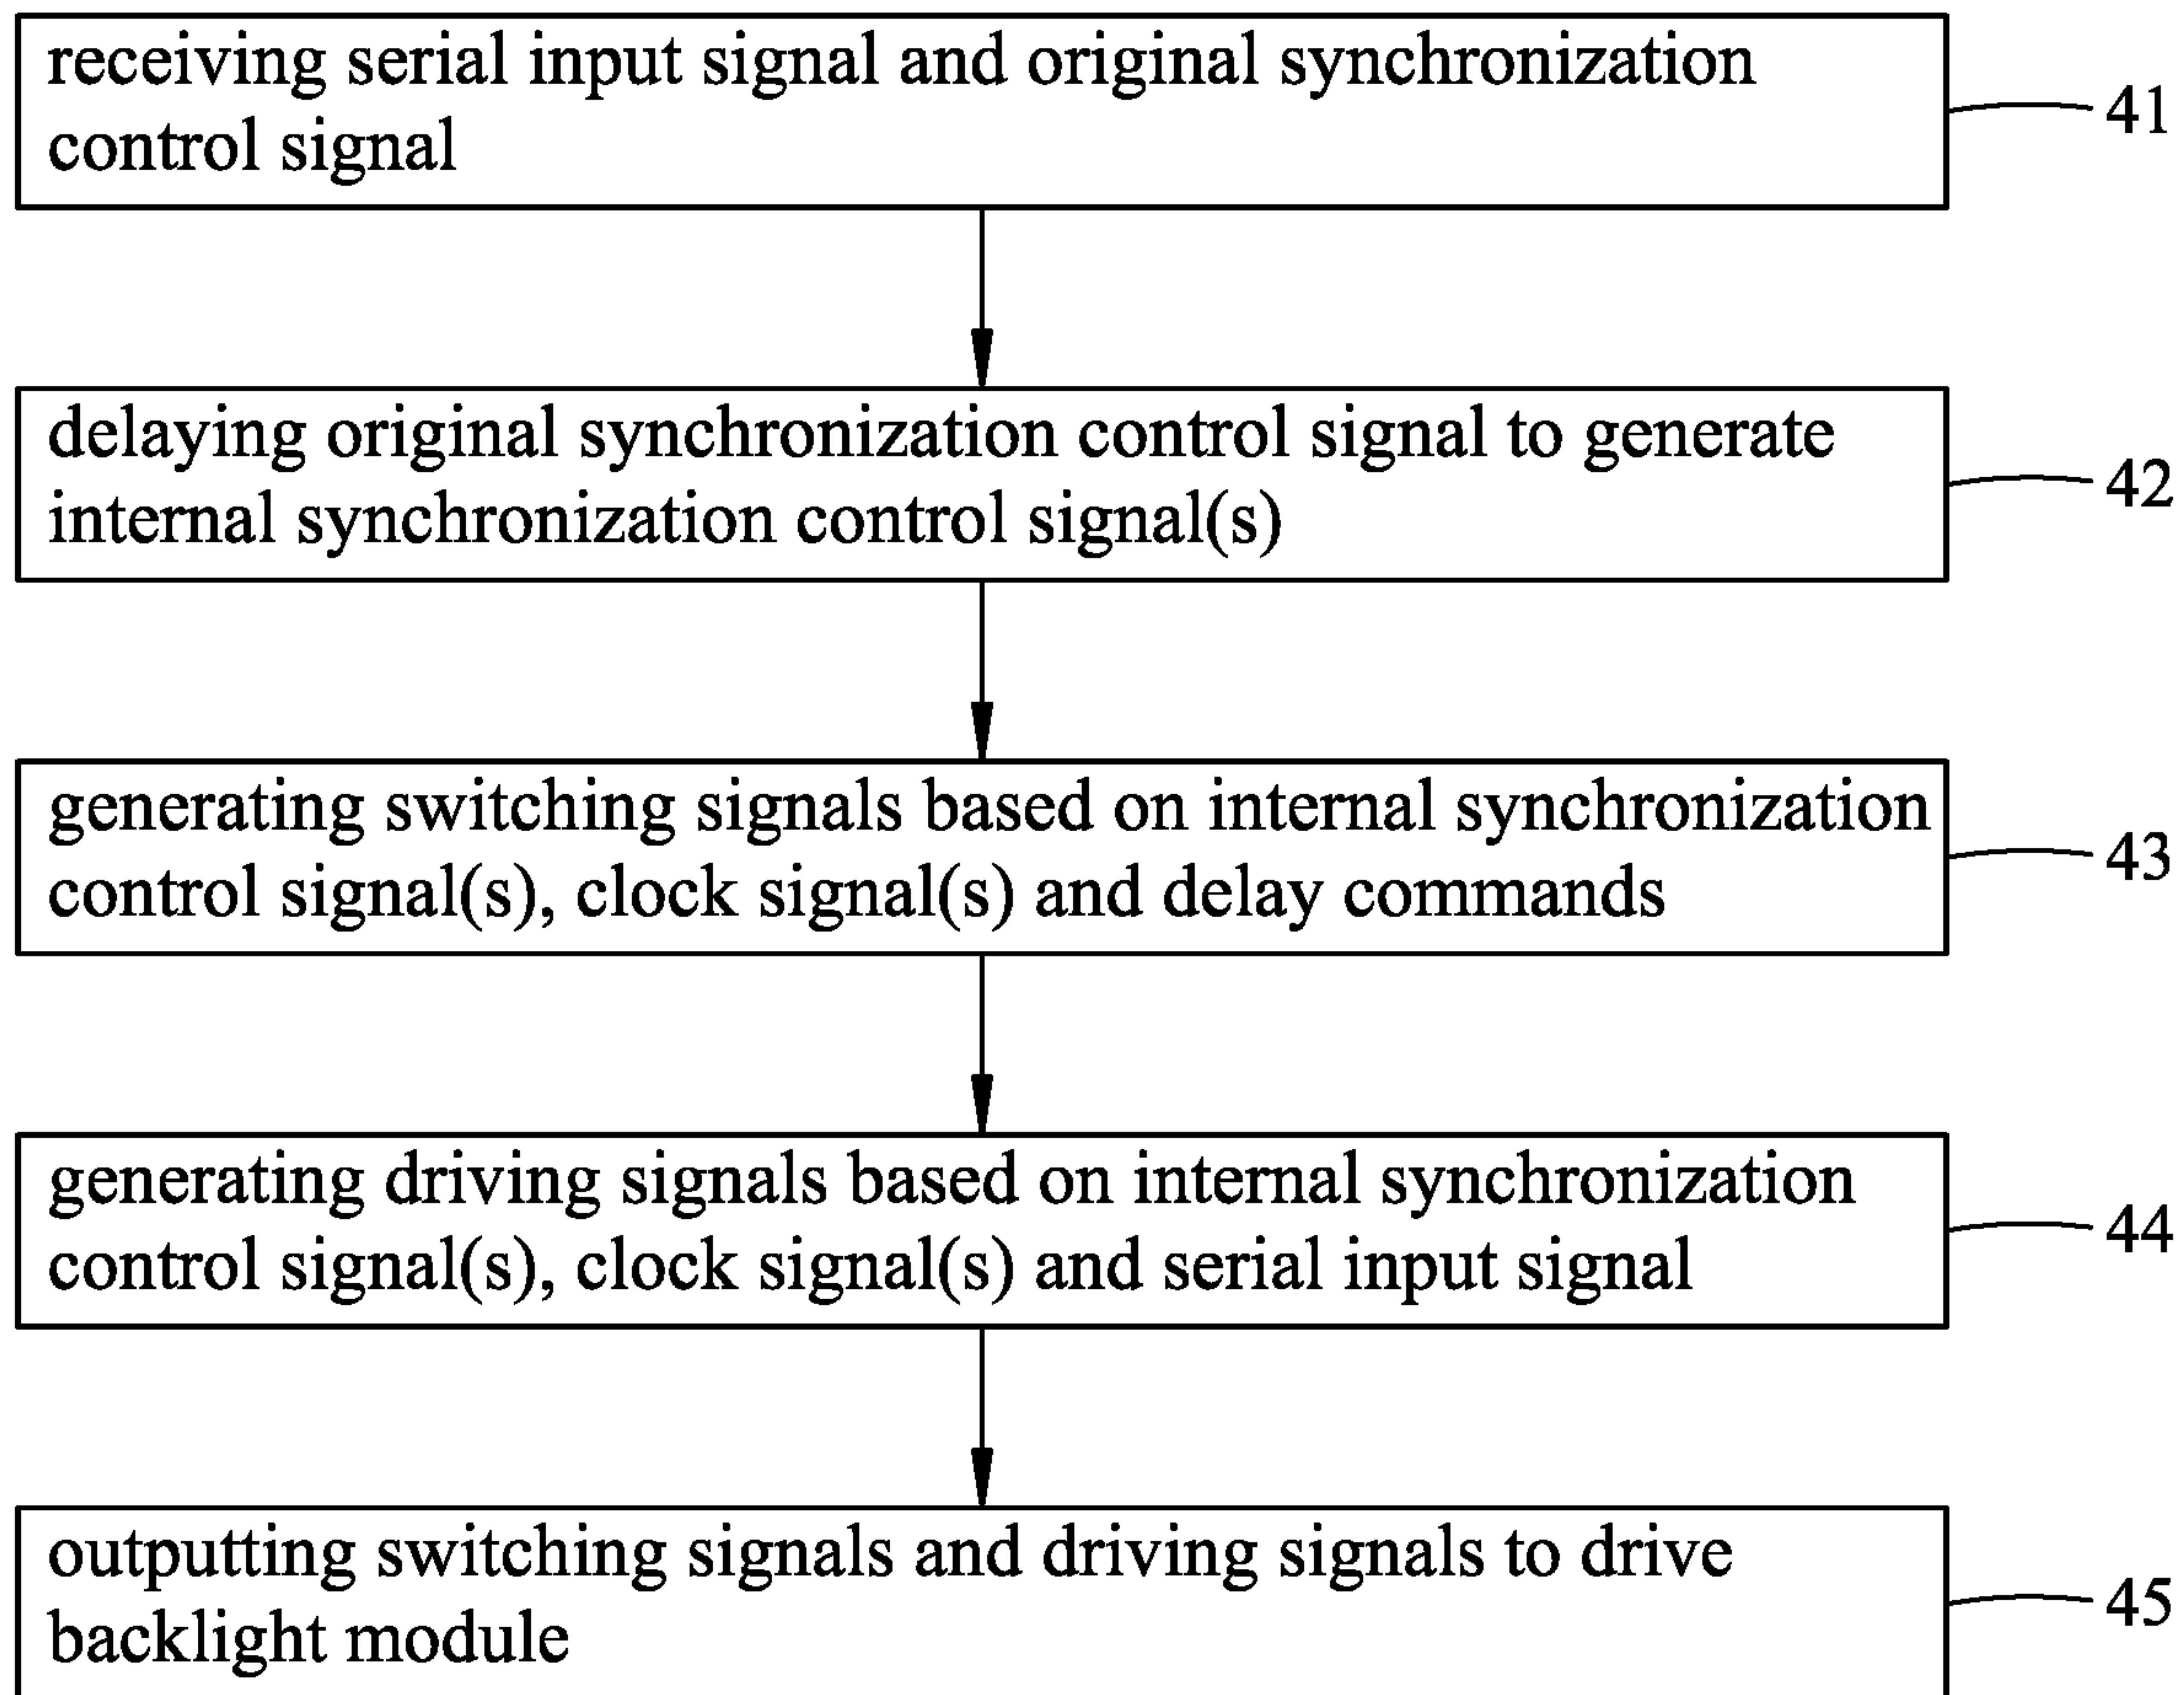 receiving serial input signal and original synchronization
control signal
41
delaying original synchronization control signal to generate
internal synchronization control signal(s)
42
generating switching signals based on internal synchronization
control signal(s), clock signal(s) and delay commands
43
generating driving signals based on internal synchronization
control signal(s), clock signal(s) and serial input signal
44
outputting switching signals and driving signals to drive
backlight module
45